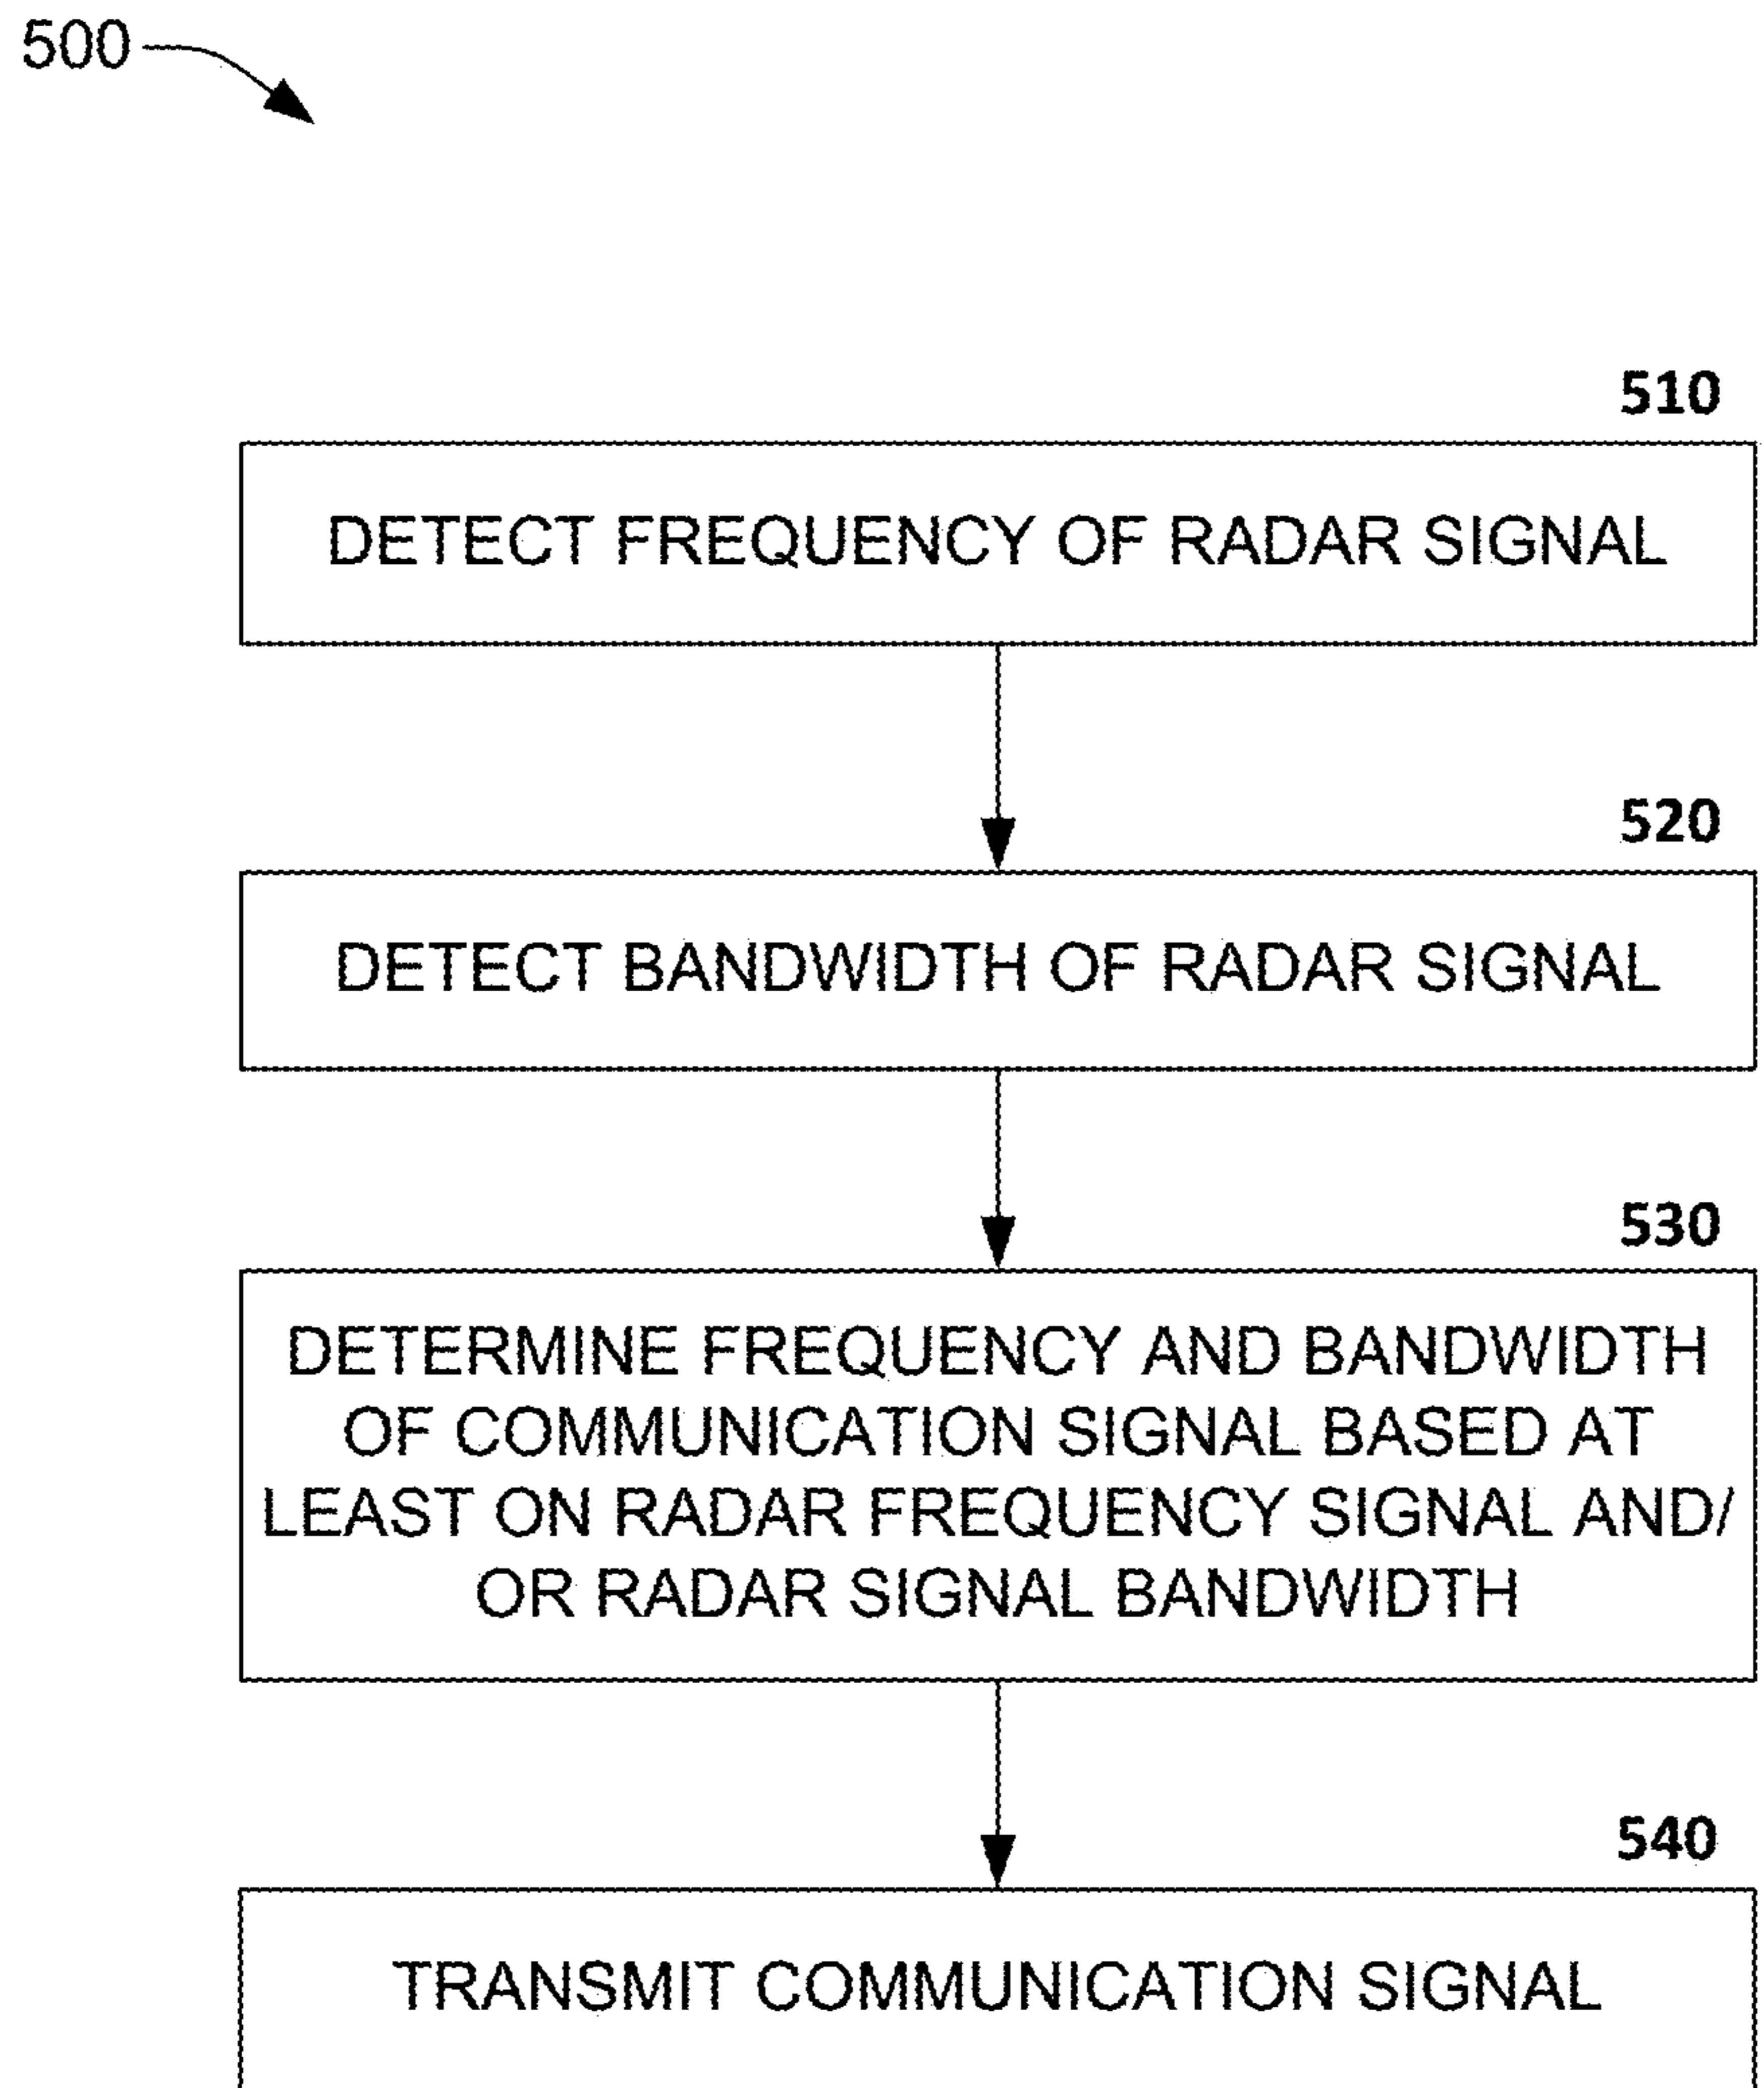 500
510
DETECT FREQUENCY OF RADAR SIGNAL
520
DETECT BANDWIDTH OF RADAR SIGNAL
530
DETERMINE FREQUENCY AND BANDWIDTH
OF COMMUNICATION SIGNAL BASED AT
LEAST ON RADAR FREQUENCY SIGNAL AND/
OR RADAR SIGNAL BANDWIDTH
540
TRANSMIT COMMUNICATION SIGNAL